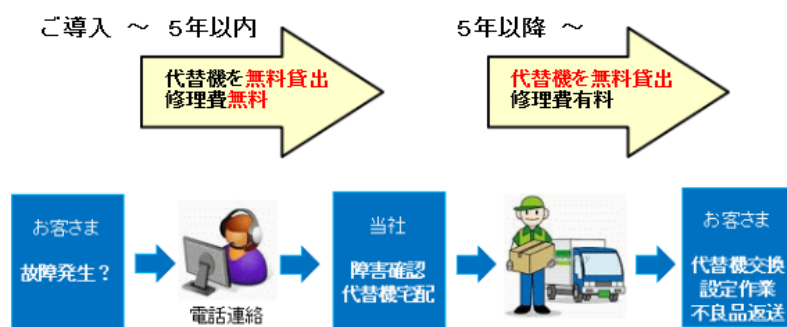 ご導入 ～ 5年以内
5年以降 ～
代替機を無料貸出
修理費無料
代替機を無料貸出
修理費有料
お客さま
故障発生？
電話連絡
当社
障害確認
代替機宅配
お客さま
代替機交換
設定作業
不良品返送